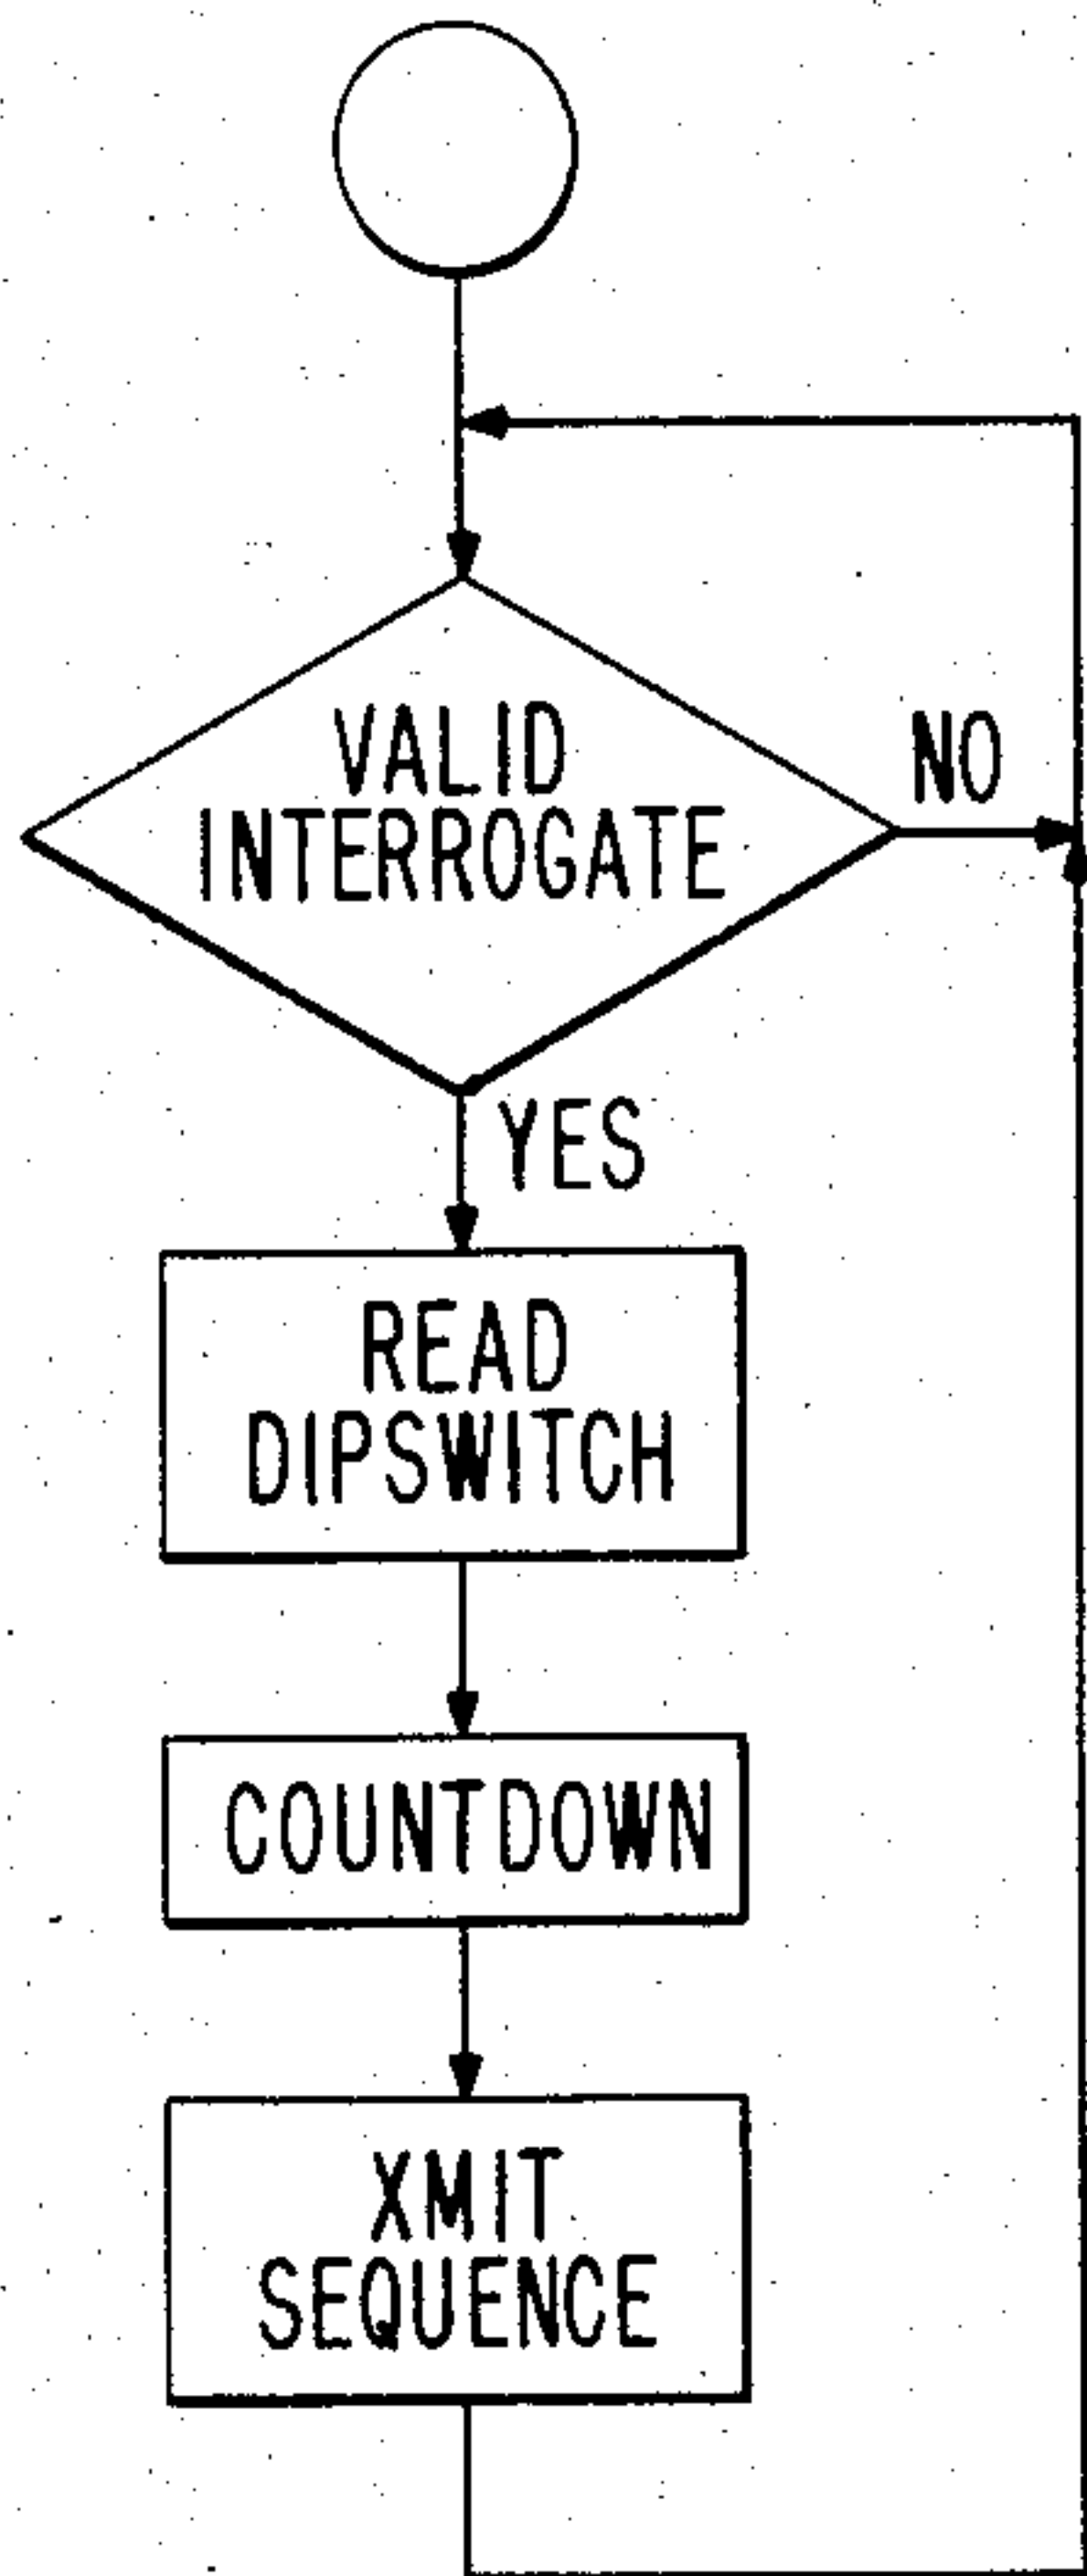 VALID
INTERROGATE
NO
YES
READ
DIPSWITCH
COUNTDOWN
XMIT
SEQUENCE